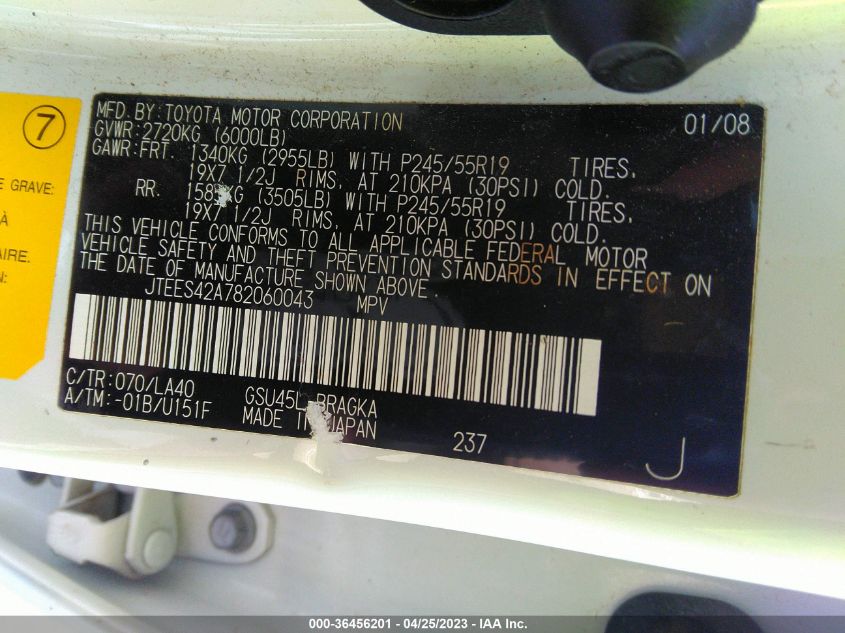 7
E GRAVE:
À
AIRE.
MFD. BY: TOYOTA MOTOR CORPORATION 01/08
GVWR: 2720KG (6000LB)
GAWR: FRT. 1340KG (2955LB) WITH P245/55R19 TIRES,
19X7 1/2J RIMS, AT 210KPA (30PSI) COLD.
RR. (3505LB) WITH P245/55R19 TIRES,
19X7 1/2J RIMS, AT 210KPA (30PSI) COLD.
THIS VEHICLE CONFORMS TO ALL APPLICABLE FEDERAL MOTOR
VEHICLE SAFETY AND THEFT PREVENTION STANDARDS IN EFFECT ON
THE DATE OF MANUFACTURE SHOWN ABOVE.
JTEES42A782060043 MPV
C/TR: 070/LA40 GSU45L-BRAGKA
A/TM: -01B/U151F MADE IN JAPAN
237
J
000-36456201 - 04/25/2023 - IAA Inc.